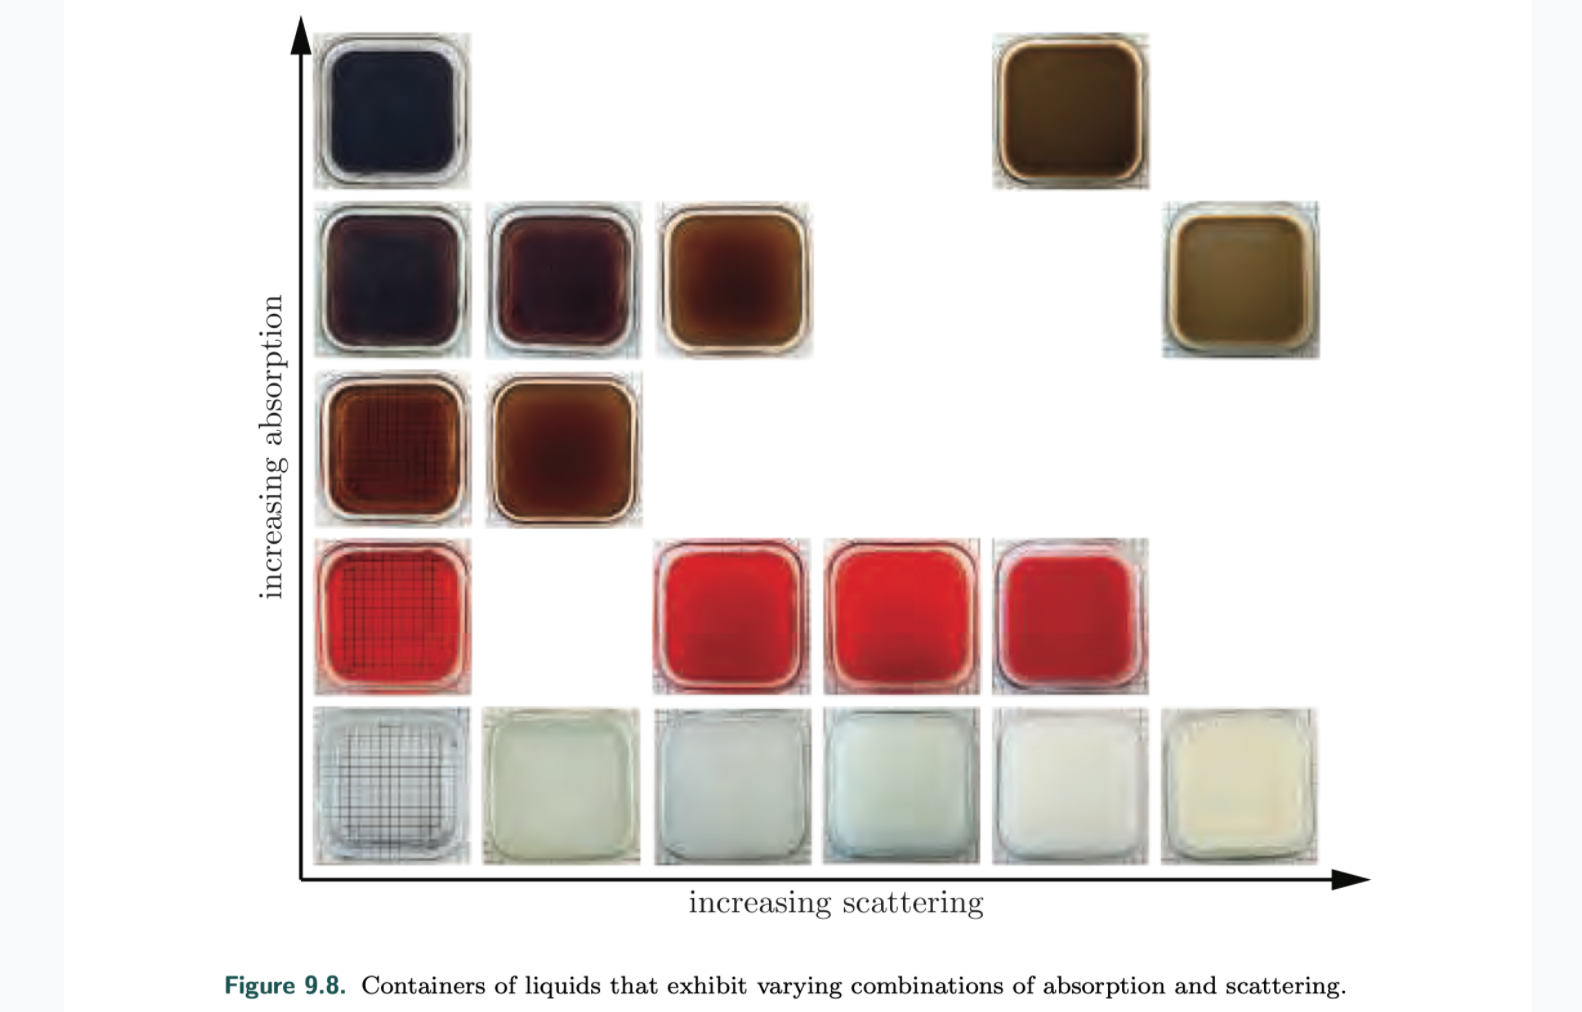 increasing absorption
increasing scattering
Figure 9.8. Containers of liquids that exhibit varying combinations of absorption and scattering.